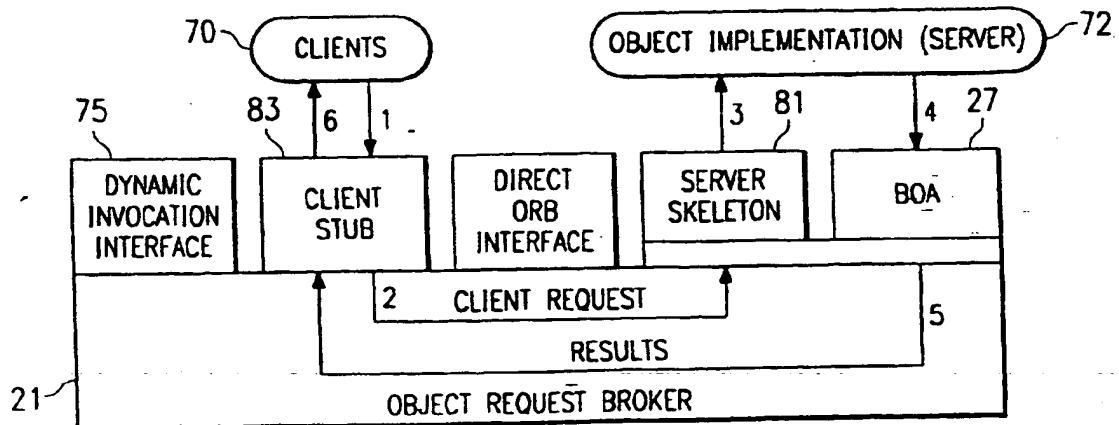 70
CLIENTS
OBJECT IMPLEMENTATION (SERVER)
72
75
83
6
1
3
81
4
27
DYNAMIC
INVOCATION
INTERFACE
CLIENT
STUB
DIRECT
ORB
INTERFACE
SERVER
SKELETON
BOA
2
CLIENT REQUEST
5
RESULTS
21
OBJECT REQUEST BROKER